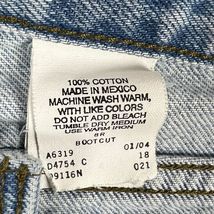 100% COTTON
MADE IN MEXICO
MACHINE WASH WARM,
WITH LIKE COLORS
DO NOT ADD BLEACH
TUMBLE DRY MEDIUM
USE WARM IRON
8R
BOOTCUT
A6319 01/04
D4754 C 18
09116N 021